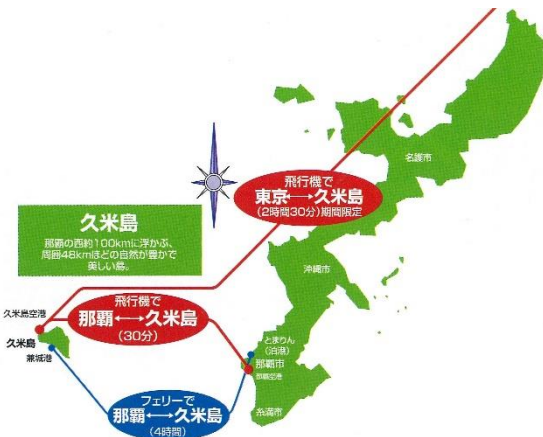 名護市
飛行機で
東京⟷久米島
(2時間30分)期間限定
久米島
那覇の西約100kmに浮かぶ、
周囲48kmほどの自然が豊かで
美しい島。
沖縄市
飛行機で
那覇⟷久米島
(30分)
久米島空港
久米島
兼城港
とまりん
(泊港)
那覇市
那覇空港
フェリーで
那覇⟷久米島
(4時間)
糸満市